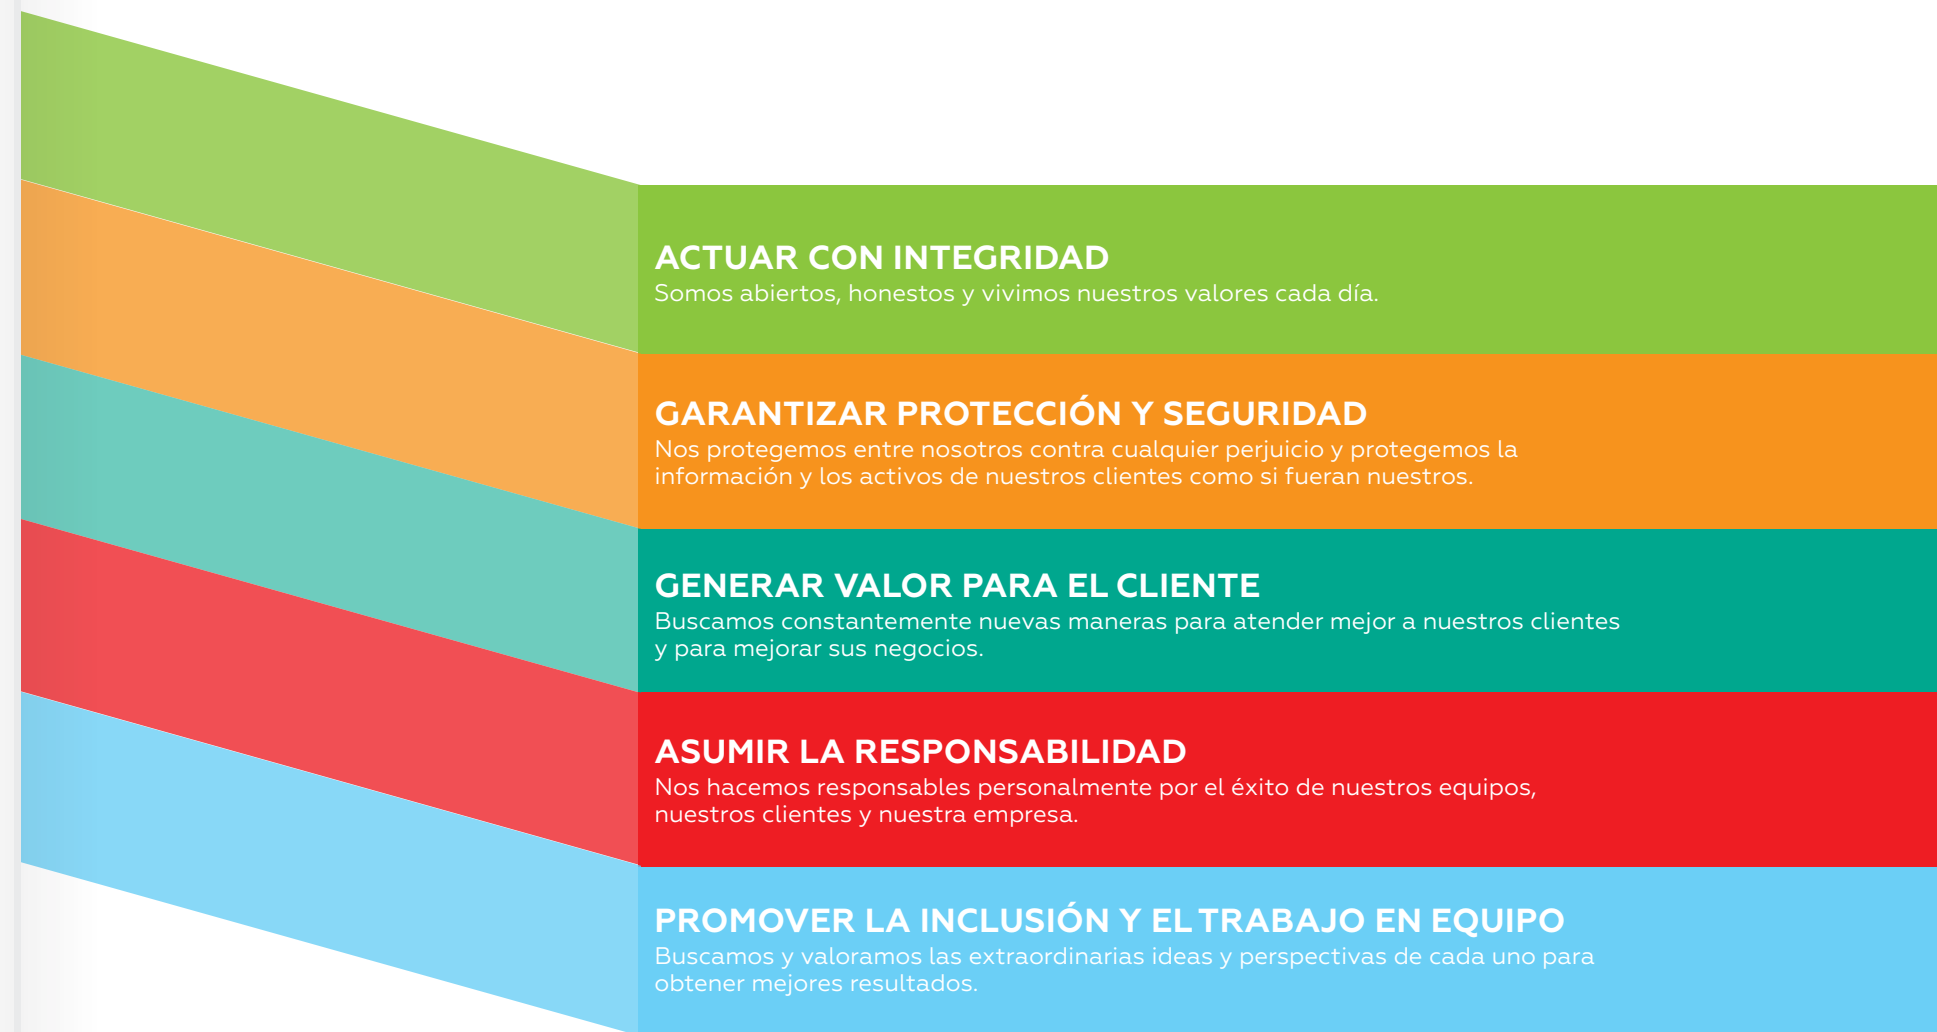 ACTUAR CON INTEGRIDAD
Somos abiertos, honestos y vivimos nuestros valores cada día.
GARANTIZAR PROTECCIÓN Y SEGURIDAD
Nos protegemos entre nosotros contra cualquier perjuicio y protegemos la
información y los activos de nuestros clientes como si fueran nuestros.
GENERAR VALOR PARA EL CLIENTE
Buscamos constantemente nuevas maneras para atender mejor a nuestros clientes
y para mejorar sus negocios.
ASUMIR LA RESPONSABILIDAD
Nos hacemos responsables personalmente por el éxito de nuestros equipos,
nuestros clientes y nuestra empresa.
PROMOVER LA INCLUSIÓN Y EL TRABAJO EN EQUIPO
Buscamos y valoramos las extraordinarias ideas y perspectivas de cada uno para
obtener mejores resultados.